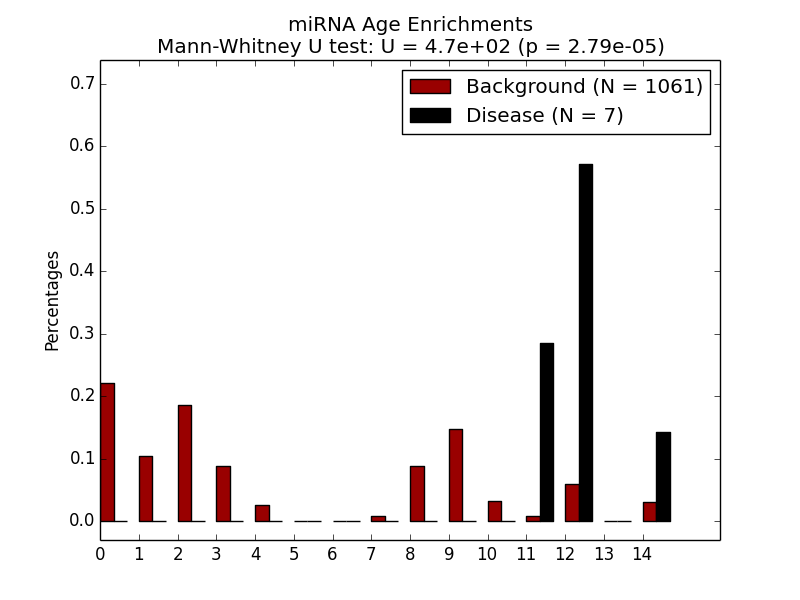 miRNA Age Enrichments
Mann-Whitney U test: U = 4.7e+02 (p = 2.79e-05)
Background (N = 1061)
Disease (N = 7)
Percentages
0.7
0.6
0.5
0.4
0.3
0.2
0.1
0.0
0 1 2 3 4 5 6 7 8 9 10 11 12 13 14